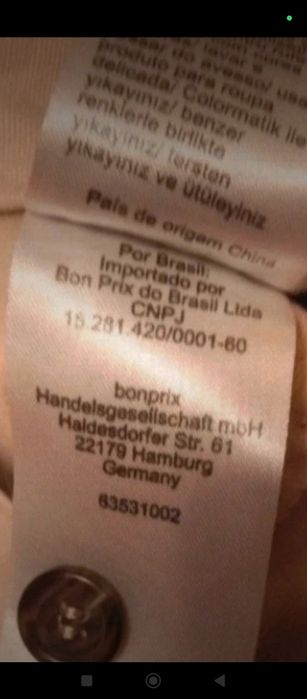 produto para roupa
delicada/ Colormatik ile
yıkayınız/ benzer
renklerle birlikte
yıkayınız/ tersten
yıkayınız ve ütüleyiniz
País de origem China
Por Brasil:
Importado por
Bon Prix do Brasil Ltda
CNPJ
15.281.420/0001-60
bonprix
Handelsgesellschaft mbH
Haldesdorfer Str. 61
22179 Hamburg
Germany
63531002